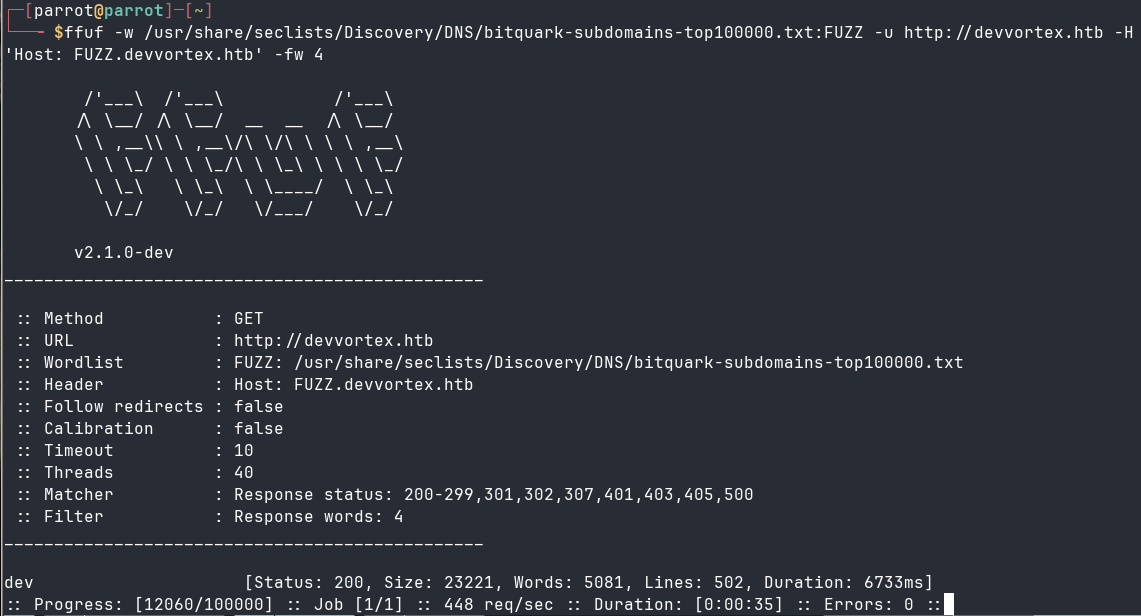 ┌─[parrot@parrot]─[~]
└──╼ $ffuf -w /usr/share/seclists/Discovery/DNS/bitquark-subdomains-top100000.txt:FUZZ -u http://devvortex.htb -H
'Host: FUZZ.devvortex.htb' -fw 4

        /'___\  /'___\           /'___\
       /\ \__/ /\ \__/  __  __  /\ \__/
       \ \ ,__\\ \ ,__\/\ \/\ \ \ \ ,__\
        \ \ \_/ \ \ \_/\ \ \_\ \ \ \ \_/
         \ \_\   \ \_\  \ \____/  \ \_\
          \/_/    \/_/   \/___/    \/_/

       v2.1.0-dev
________________________________________________

 :: Method           : GET
 :: URL              : http://devvortex.htb
 :: Wordlist         : FUZZ: /usr/share/seclists/Discovery/DNS/bitquark-subdomains-top100000.txt
 :: Header           : Host: FUZZ.devvortex.htb
 :: Follow redirects : false
 :: Calibration      : false
 :: Timeout          : 10
 :: Threads          : 40
 :: Matcher          : Response status: 200-299,301,302,307,401,403,405,500
 :: Filter           : Response words: 4
________________________________________________

dev                     [Status: 200, Size: 23221, Words: 5081, Lines: 502, Duration: 6733ms]
:: Progress: [12060/100000] :: Job [1/1] :: 448 req/sec :: Duration: [0:00:35] :: Errors: 0 ::